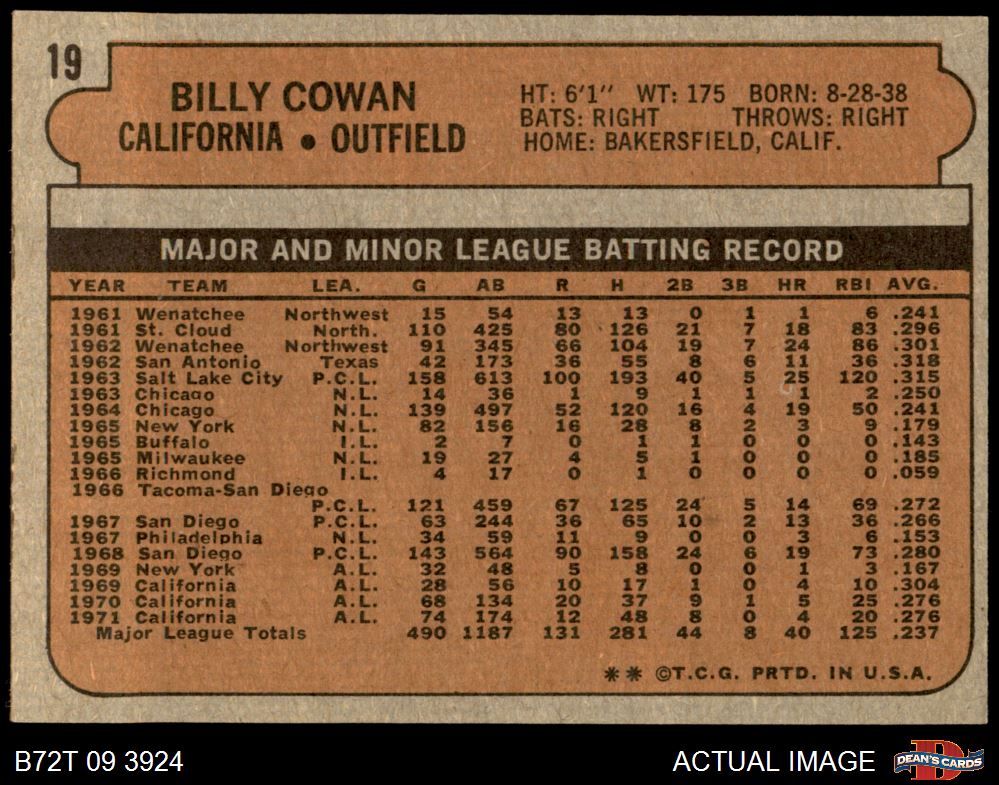 19
BILLY COWAN
CALIFORNIA • OUTFIELD
HT: 6'1" WT: 175 BORN: 8-28-38
BATS: RIGHT THROWS: RIGHT
HOME: BAKERSFIELD, CALIF.
MAJOR AND MINOR LEAGUE BATTING RECORD
YEAR TEAM LEA. G AB R H 2B 3B HR RBI AVG.
1961 Wenatchee Northwest 15 54 13 13 0 1 1 6 .241
1961 St. Cloud North. 110 425 80 126 21 7 18 83 .296
1962 Wenatchee Northwest 91 345 66 104 19 7 24 86 .301
1962 San Antonio Texas 42 173 36 55 8 6 11 36 .318
1963 Salt Lake City P.C.L. 158 613 100 193 40 5 25 120 .315
1963 Chicago N.L. 14 36 1 9 1 1 1 2 .250
1964 Chicago N.L. 139 497 52 120 16 4 19 50 .241
1965 New York N.L. 82 156 16 28 8 2 3 9 .179
1965 Buffalo I.L. 2 7 0 1 1 0 0 0 .143
1965 Milwaukee N.L. 19 27 4 5 1 0 0 0 .185
1966 Richmond I.L. 4 17 0 1 0 0 0 0 .059
1966 Tacoma-San Diego
P.C.L. 121 459 67 125 24 5 14 69 .272
1967 San Diego P.C.L. 63 244 36 65 10 2 13 36 .266
1967 Philadelphia N.L. 34 59 11 9 0 0 3 6 .153
1968 San Diego P.C.L. 143 564 90 158 24 6 19 73 .280
1969 New York A.L. 32 48 5 8 0 0 1 3 .167
1969 California A.L. 28 56 10 17 1 0 4 10 .304
1970 California A.L. 68 134 20 37 9 1 5 25 .276
1971 California A.L. 74 174 12 48 8 0 4 20 .276
Major League Totals 490 1187 131 281 44 8 40 125 .237
** ©T.C.G. PRTD. IN U.S.A.
B72T 09 3924
ACTUAL IMAGE
D
DEAN'S CARDS